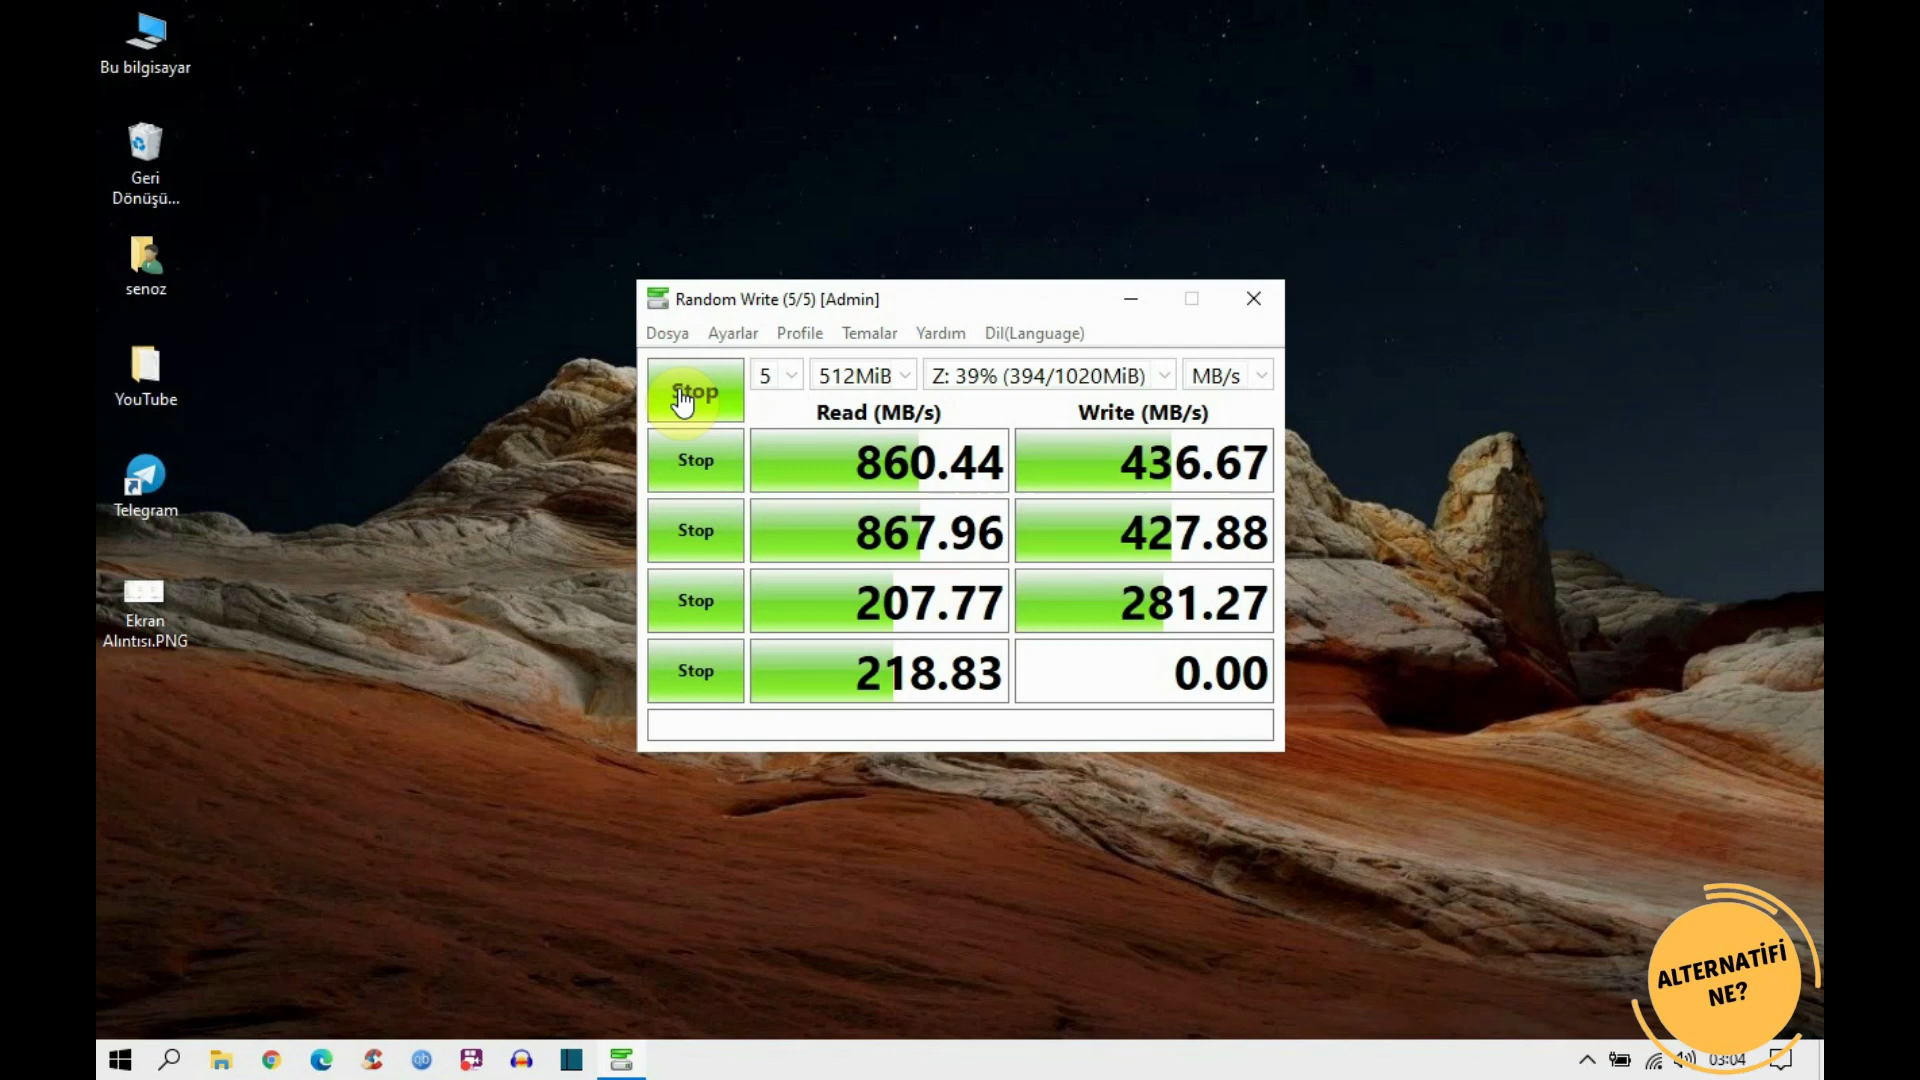 Bu bilgisayar
Geri
Dönüşü...
senoz
YouTube
Telegram
Ekran
Alıntısı.PNG
Random Write (5/5) [Admin]
Dosya Ayarlar Profile Temalar Yardım Dil(Language)
Stop 5 512MiB Z: 39% (394/1020MiB) MB/s
Read (MB/s) Write (MB/s)
Stop 860.44 436.67
Stop 867.96 427.88
Stop 207.77 281.27
Stop 218.83 0.00
ALTERNATİFİ
NE?
qb
03:04